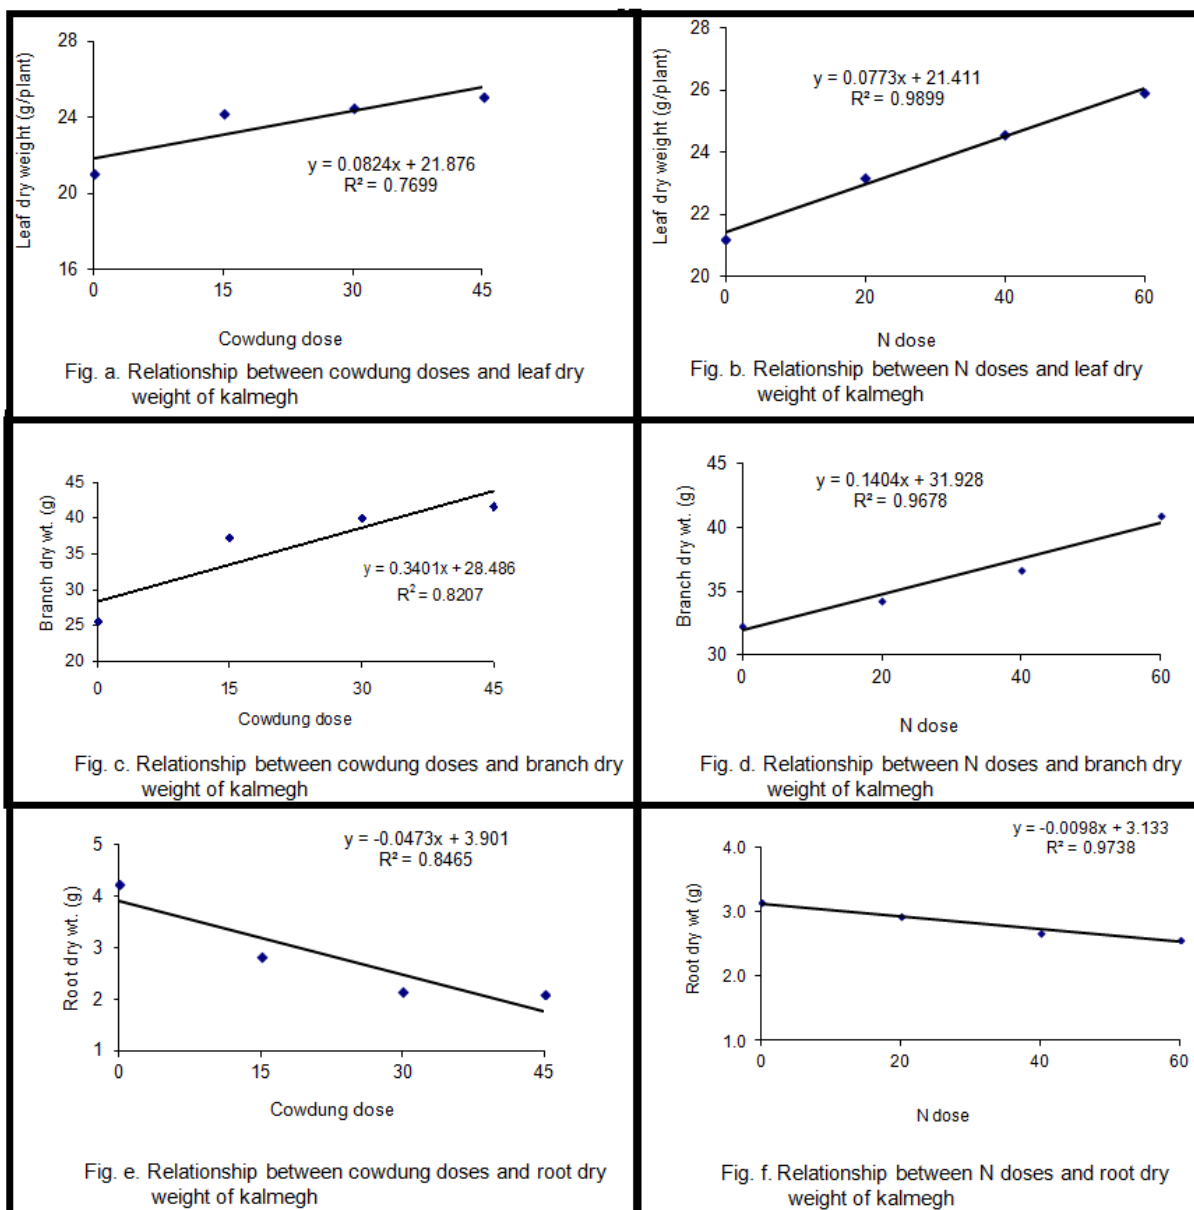 28
24
20
16
0
15
30
45
Leaf dry weight (g/plant)
y = 0.0824x + 21.876
R² = 0.7699
Cowdung dose
Fig. a. Relationship between cowdung doses and leaf dry
weight of kalmegh
28
26
24
22
20
0
20
40
60
Leaf dry weight (g/plant)
y = 0.0773x + 21.411
R² = 0.9899
N dose
Fig. b. Relationship between N doses and leaf dry
weight of kalmegh
45
40
35
30
25
20
0
15
30
45
Branch dry wt. (g)
y = 0.3401x + 28.486
R² = 0.8207
Cowdung dose
Fig. c. Relationship between cowdung doses and branch dry
weight of kalmegh
45
40
35
30
0
20
40
60
Branch dry wt. (g)
y = 0.1404x + 31.928
R² = 0.9678
N dose
Fig. d. Relationship between N doses and branch dry
weight of kalmegh
5
4
3
2
1
0
15
30
45
Root dry wt. (g)
y = -0.0473x + 3.901
R² = 0.8465
Cowdung dose
Fig. e. Relationship between cowdung doses and root dry
weight of kalmegh
4.0
3.0
2.0
1.0
0
20
40
60
Root dry wt (g)
y = -0.0098x + 3.133
R² = 0.9738
N dose
Fig. f. Relationship between N doses and root dry
weight of kalmegh